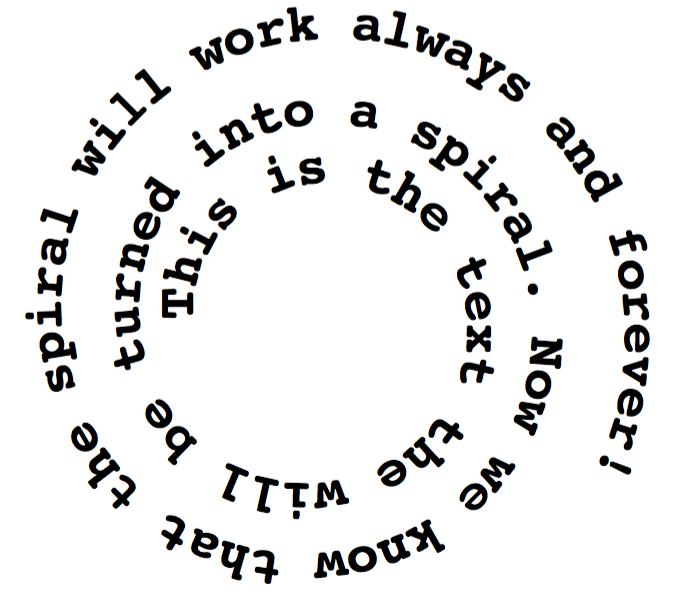 This is the text the will be turned into a spiral. Now we know that the spiral will work always and forever!